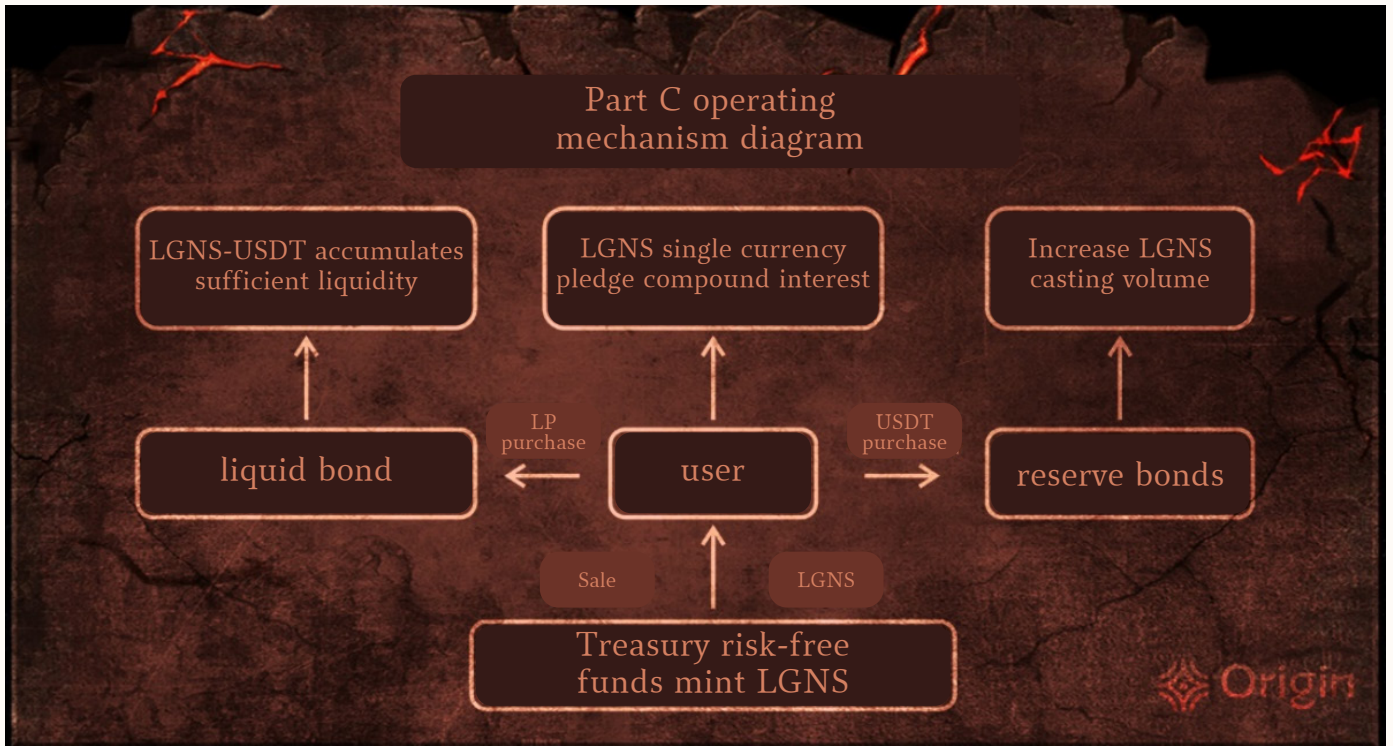 Part C operating
mechanism diagram
LGNS-USDT accumulates
sufficient liquidity
LGNS single currency
pledge compound interest
Increase LGNS
casting volume
LP
purchase
USDT
purchase
liquid bond
user
reserve bonds
Sale
LGNS
Treasury risk-free
funds mint LGNS
Origin